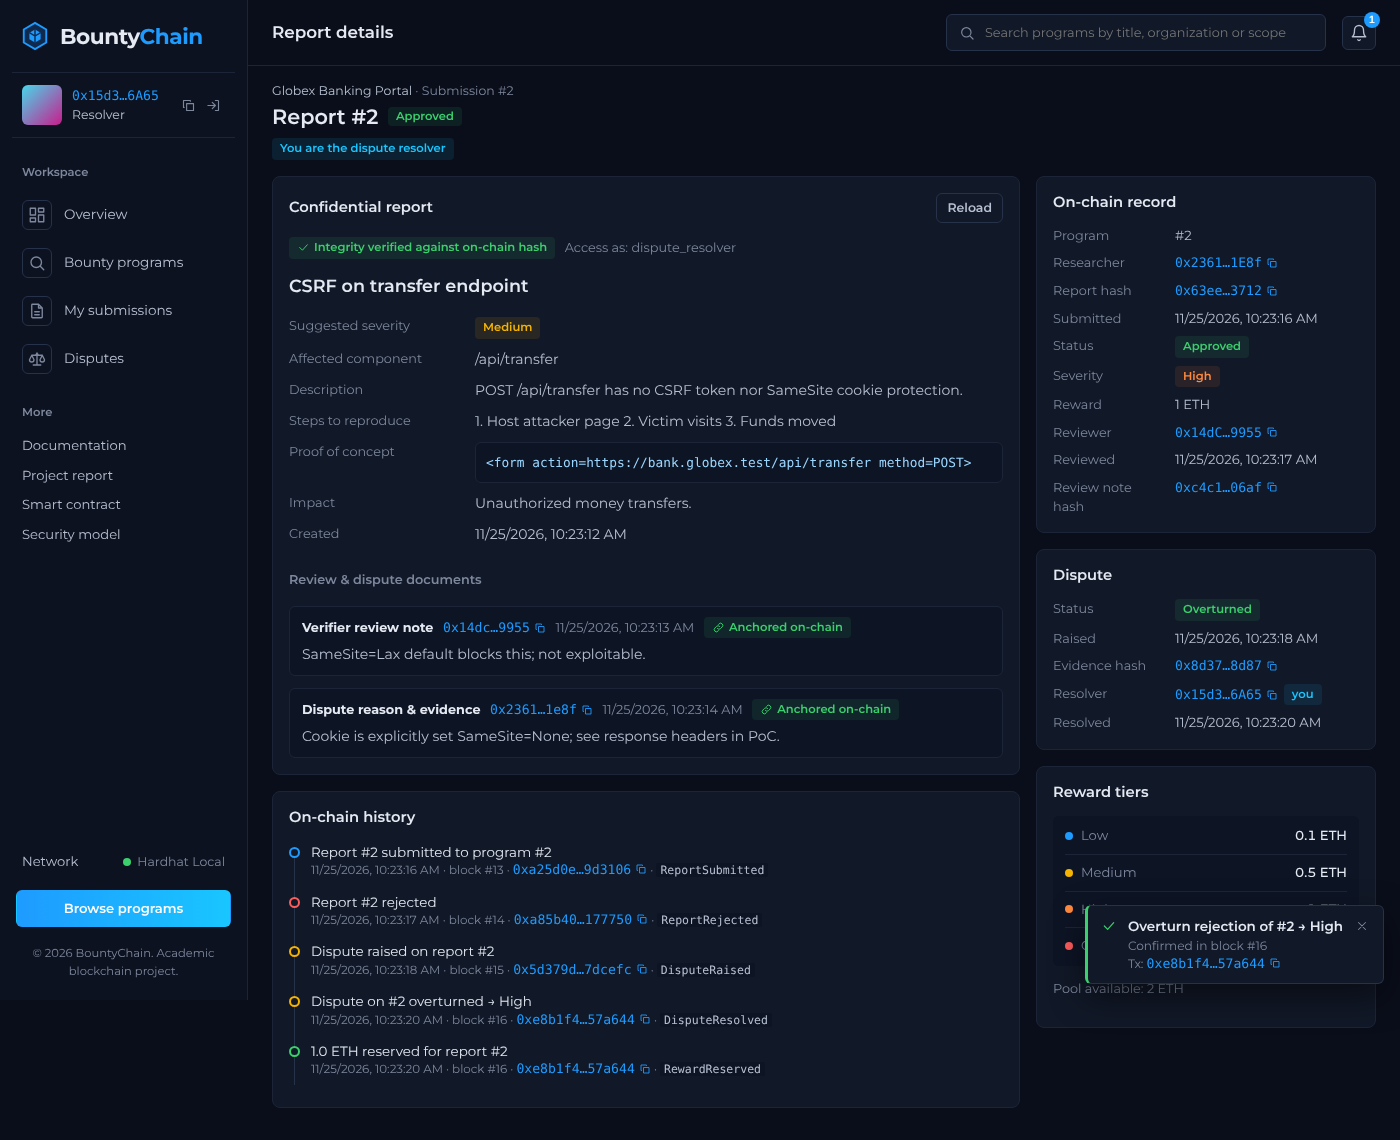 BountyChain
0x15d3…6A65
Resolver
Workspace
Overview
Bounty programs
My submissions
Disputes
More
Documentation
Project report
Smart contract
Security model
Network
Hardhat Local
Browse programs
© 2026 BountyChain. Academic
blockchain project.
Report details
Search programs by title, organization or scope
1
Globex Banking Portal · Submission #2
Report #2 Approved
You are the dispute resolver
Confidential report
Reload
Integrity verified against on-chain hash Access as: dispute_resolver
CSRF on transfer endpoint
Suggested severity Medium
Affected component /api/transfer
Description POST /api/transfer has no CSRF token nor SameSite cookie protection.
Steps to reproduce 1. Host attacker page 2. Victim visits 3. Funds moved
Proof of concept <form action=https://bank.globex.test/api/transfer method=POST>
Impact Unauthorized money transfers.
Created 11/25/2026, 10:23:12 AM
Review & dispute documents
Verifier review note 0x14dc…9955 11/25/2026, 10:23:13 AM Anchored on-chain
SameSite=Lax default blocks this; not exploitable.
Dispute reason & evidence 0x2361…1e8f 11/25/2026, 10:23:14 AM Anchored on-chain
Cookie is explicitly set SameSite=None; see response headers in PoC.
On-chain history
Report #2 submitted to program #2
11/25/2026, 10:23:16 AM · block #13 · 0xa25d0e…9d3106 · ReportSubmitted
Report #2 rejected
11/25/2026, 10:23:17 AM · block #14 · 0xa85b40…177750 · ReportRejected
Dispute raised on report #2
11/25/2026, 10:23:18 AM · block #15 · 0x5d379d…7dcefc · DisputeRaised
Dispute on #2 overturned → High
11/25/2026, 10:23:20 AM · block #16 · 0xe8b1f4…57a644 · DisputeResolved
1.0 ETH reserved for report #2
11/25/2026, 10:23:20 AM · block #16 · 0xe8b1f4…57a644 · RewardReserved
On-chain record
Program #2
Researcher 0x2361…1E8f
Report hash 0x63ee…3712
Submitted 11/25/2026, 10:23:16 AM
Status Approved
Severity High
Reward 1 ETH
Reviewer 0x14dC…9955
Reviewed 11/25/2026, 10:23:17 AM
Review note 0xc4c1…06af
hash
Dispute
Status Overturned
Raised 11/25/2026, 10:23:18 AM
Evidence hash 0x8d37…8d87
Resolver 0x15d3…6A65 you
Resolved 11/25/2026, 10:23:20 AM
Reward tiers
Low 0.1 ETH
Medium 0.5 ETH
Overturn rejection of #2 → High
Confirmed in block #16
Tx: 0xe8b1f4…57a644
Pool available: 2 ETH